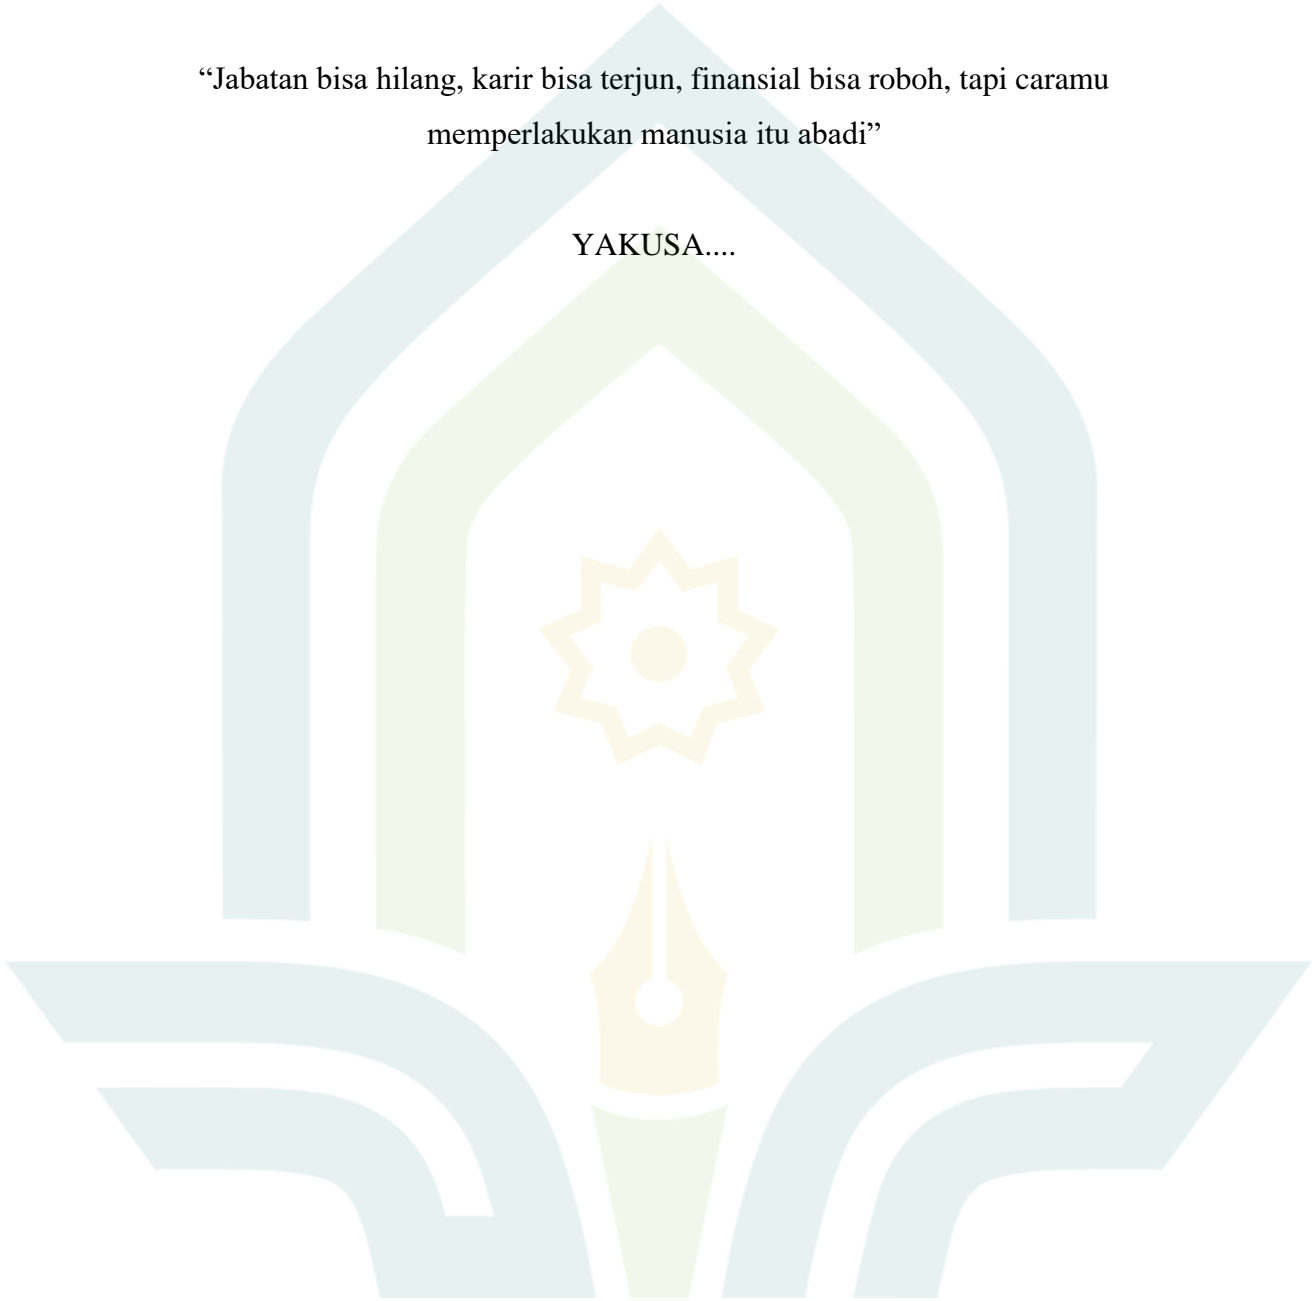 “Jabatan bisa hilang, karir bisa terjun, finansial bisa roboh, tapi caramu
memperlakukan manusia itu abadi”
YAKUSA....